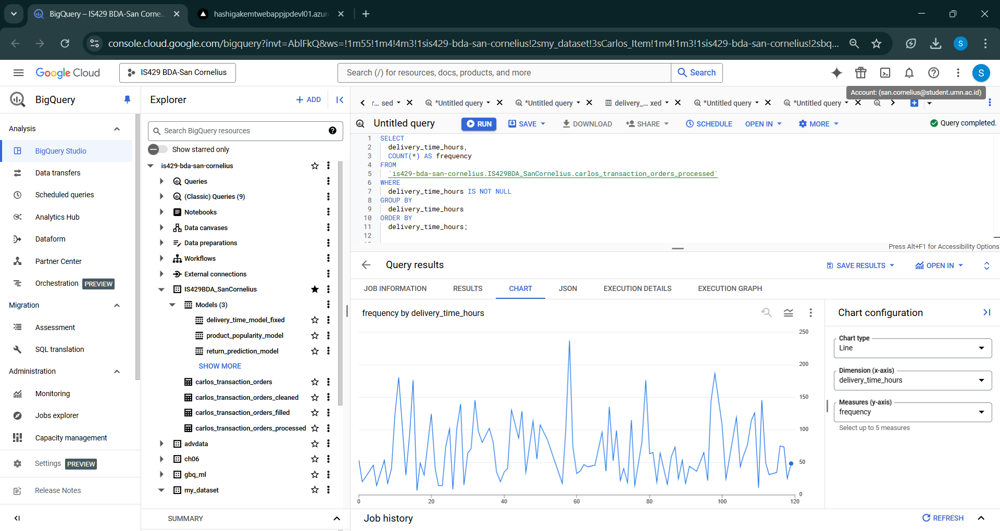 BigQuery – IS429 BDA-San Corne..
hashigakemtwebappjpdevl01.azur
console.cloud.google.com/bigquery?invt=AblFkQ&ws=!1m55!1m4!4m3!1sis429-bda-san-cornelius!2smy_dataset!3sCarlos_Item!1m4!1m3!1sis429-bda-san-cornelius!2sbq...
S
Google Cloud
IS429 BDA-San Cornelius
Search (/) for resources, docs, products, and more
Search
S
Account: (san.cornelius@student.umn.ac.id)
BigQuery
Analysis
BigQuery Studio
Data transfers
Scheduled queries
Analytics Hub
Dataform
Partner Center
Orchestration PREVIEW
Migration
Assessment
SQL translation
Administration
Monitoring
Jobs explorer
Capacity management
Settings PREVIEW
Release Notes
Explorer
+ ADD
Search BigQuery resources
Show starred only
is429-bda-san-cornelius
Queries
(Classic) Queries (9)
Notebooks
Data canvases
Data preparations
Workflows
External connections
IS429BDA_SanCornelius
Models (3)
delivery_time_model_fixed
product_popularity_model
return_prediction_model
SHOW MORE
carlos_transaction_orders
carlos_transaction_orders_cleaned
carlos_transaction_orders_filled
carlos_transaction_orders_processed
advdata
ch06
gbq_ml
my_dataset
SUMMARY
r... sed
*Untitled query
*Untitled query
delivery_... xed
*Untitled query
*Untitled query
Untitled query
RUN
SAVE
DOWNLOAD
SHARE
SCHEDULE
OPEN IN
MORE
Query completed.
1 SELECT
2 delivery_time_hours,
3 COUNT(*) AS frequency
4 FROM
5 `is429-bda-san-cornelius.IS429BDA_SanCornelius.carlos_transaction_orders_processed`
6 WHERE
7 delivery_time_hours IS NOT NULL
8 GROUP BY
9 delivery_time_hours
10 ORDER BY
11 delivery_time_hours;
12
Press Alt+F1 for Accessibility Options
Query results
SAVE RESULTS
OPEN IN
JOB INFORMATION
RESULTS
CHART
JSON
EXECUTION DETAILS
EXECUTION GRAPH
frequency by delivery_time_hours
250
200
150
100
50
0
0 20 40 60 80 100 120
Chart configuration
Chart type
Line
Dimension (x-axis)
delivery_time_hours
Measures (y-axis)
frequency
Select up to 5 measures
Job history
REFRESH